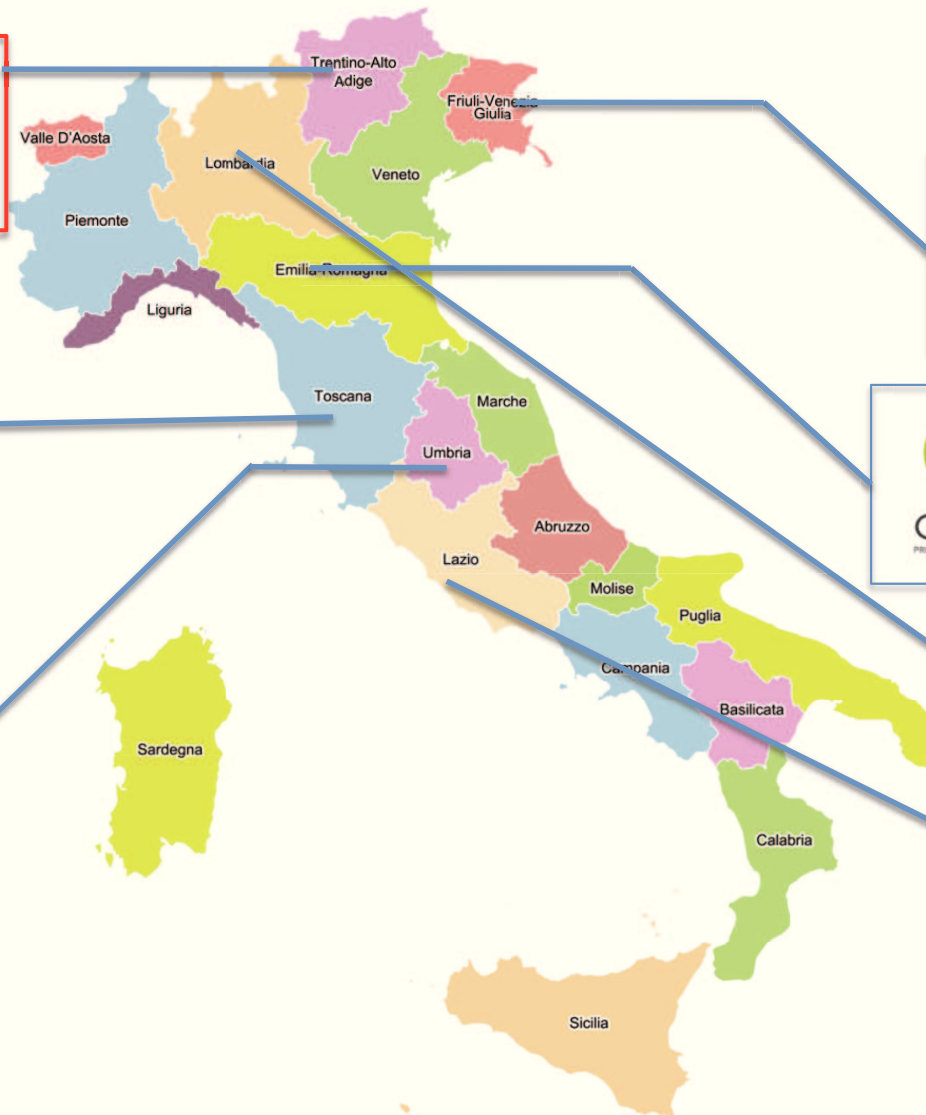 Trentino-Alto
Adige
Friuli-Venezia
Giulia
Valle D'Aosta
Lombardia
Veneto
Piemonte
Emilia-Romagna
Liguria
Toscana
Marche
Umbria
Abruzzo
Lazio
Molise
Puglia
Campania
Basilicata
Sardegna
Calabria
Sicilia